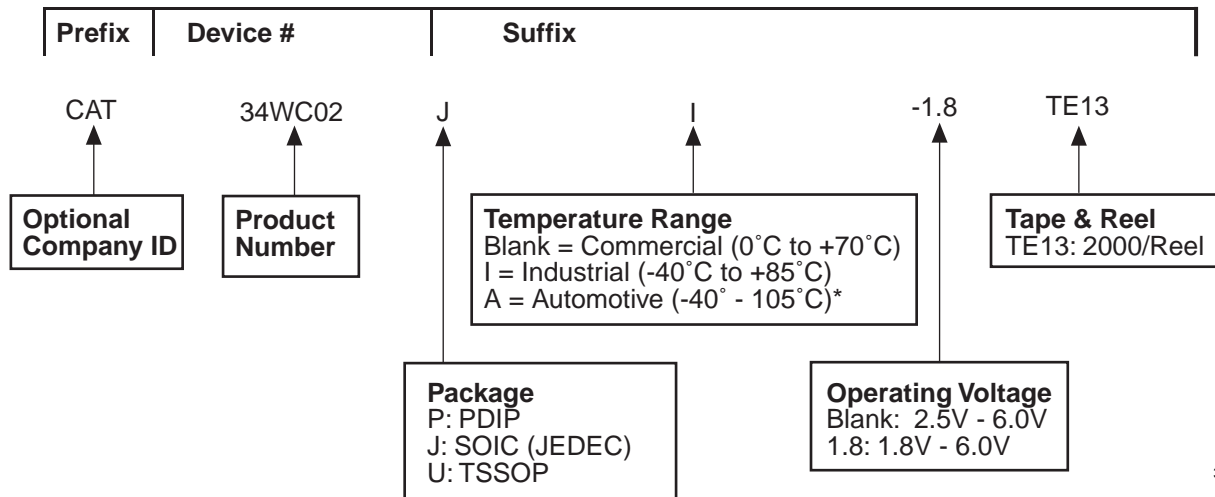 Prefix Device # Suffix
CAT 34WC02 J I -1.8 TE13
Optional
Company ID
Product
Number
Temperature Range
Blank = Commercial (0˚C to +70˚C)
I = Industrial (-40˚C to +85˚C)
A = Automotive (-40˚ - 105˚C)*
Tape & Reel
TE13: 2000/Reel
Package
P: PDIP
J: SOIC (JEDEC)
U: TSSOP
Operating Voltage
Blank: 2.5V - 6.0V
1.8: 1.8V - 6.0V